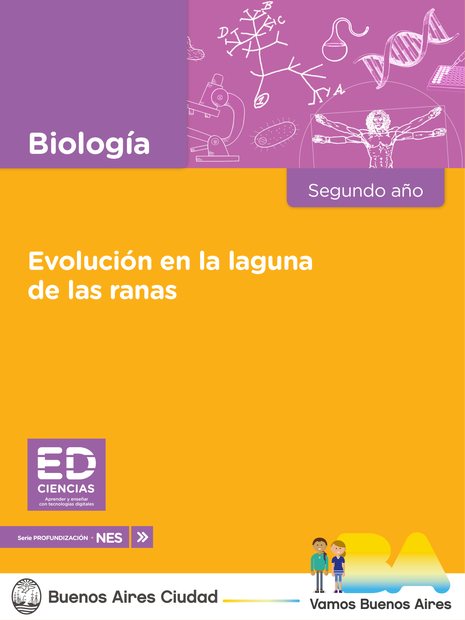 Biología
Segundo año
Evolución en la laguna
de las ranas
ED
CIENCIAS
Aprender y enseñar
con tecnologías digitales
Serie PROFUNDIZACIÓN · NES
Buenos Aires Ciudad
BA
Vamos Buenos Aires